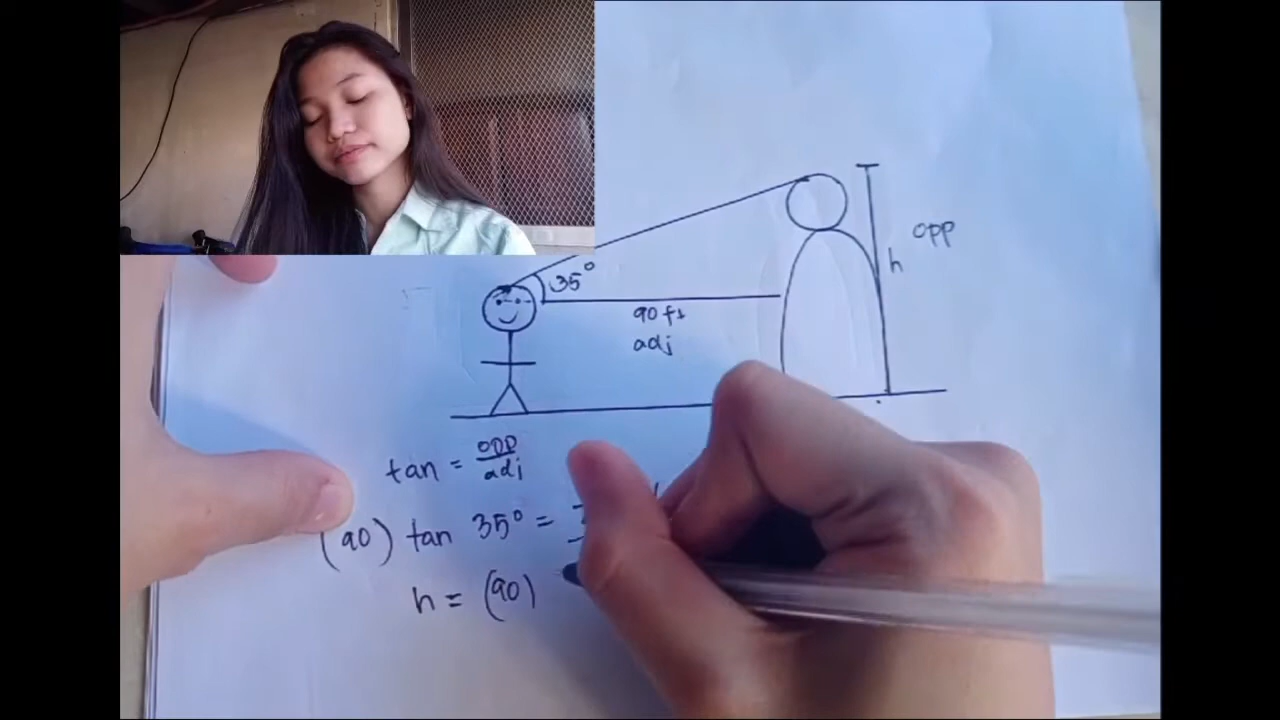 opp
h
35°
90 ft
adj
tan = opp
adj
(90) tan 35° =
h = (90)